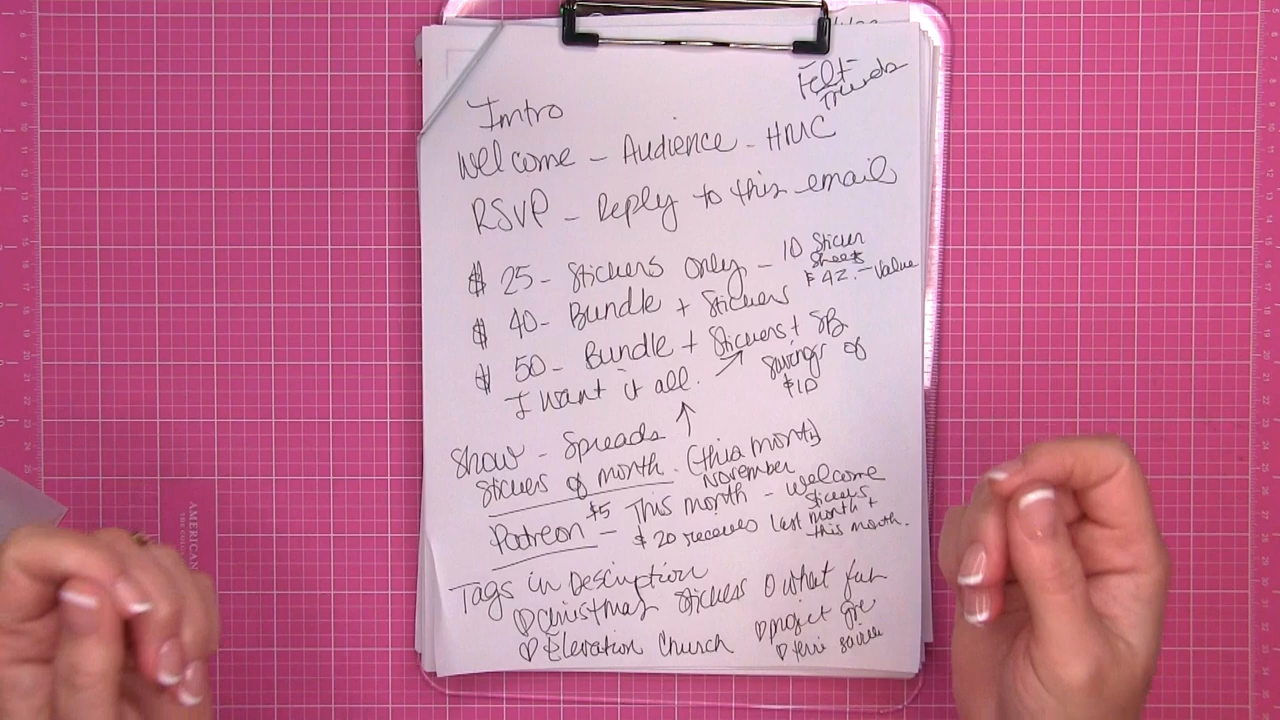 Felt
Intro
Welcome - Audience - HMC
RSVP - Reply to this email
$ 25 - Stickers Only - 10 Sticker
Sheets
$42.- Value
$ 40 - Bundle + Stickers
$ 50 - Bundle + Stickers + SB
I want it all. Savings of
$10
Show - Spreads
Stickers of month. (this month)
November
Patreon - $5 This month - Welcome
Stickers
$20 receives last month +
this month.
Tags in Description
Christmas Stickers O what fun
Elevation Church
project
AMERICAN